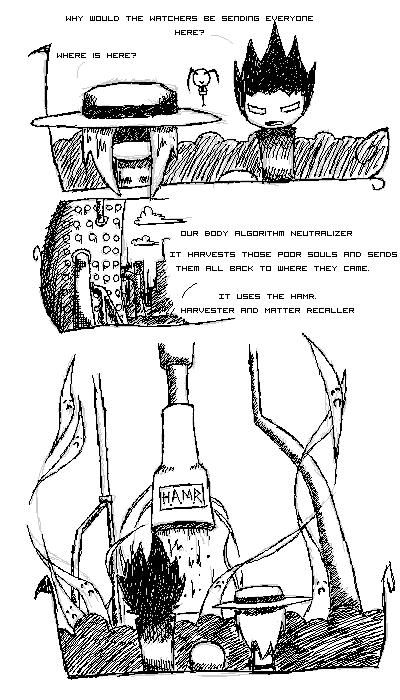 WHY WOULD THE WATCHERS BE SENDING EVERYONE
HERE?
WHERE IS HERE?
OUR BODY ALGORITHM NEUTRALIZER
IT HARVESTS THOSE POOR SOULS AND SENDS
THEM ALL BACK TO WHERE THEY CAME.
IT USES THE HAMR.
HARVESTER AND MATTER RECALLER
HAMR